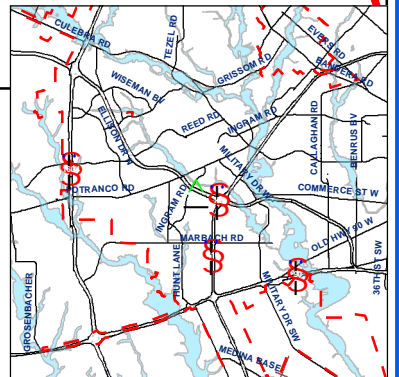 CULEBRA RD
TEZEL RD
EVERS RD
BANDERA RD
GRISSOM RD
WISEMAN BV
ELLISON DR W
REED RD
INGRAM RD
CALLAGHAN RD
BENRUS BV
MILITARY DR W
POTRANCO RD
INGRAM RD
COMMERCE ST W
MARBACH RD
OLD HWY 90 W
HUNT LANE
GROSENBACHER
MILITARY DR SW
36TH ST SW
MEDINA BASE